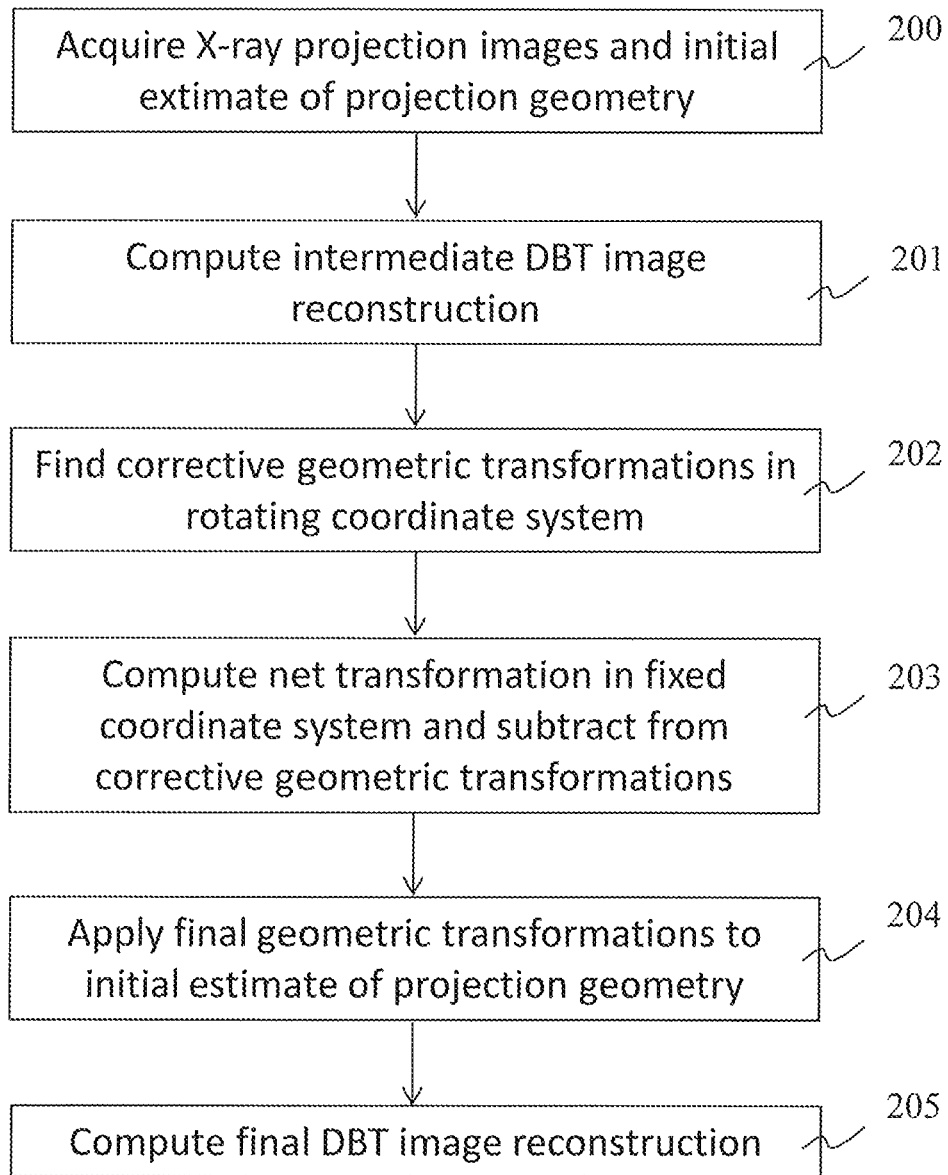 Acquire X-ray projection images and initial
extimate of projection geometry
200
Compute intermediate DBT image
reconstruction
201
Find corrective geometric transformations in
rotating coordinate system
202
Compute net transformation in fixed
coordinate system and subtract from
corrective geometric transformations
203
Apply final geometric transformations to
initial estimate of projection geometry
204
Compute final DBT image reconstruction
205